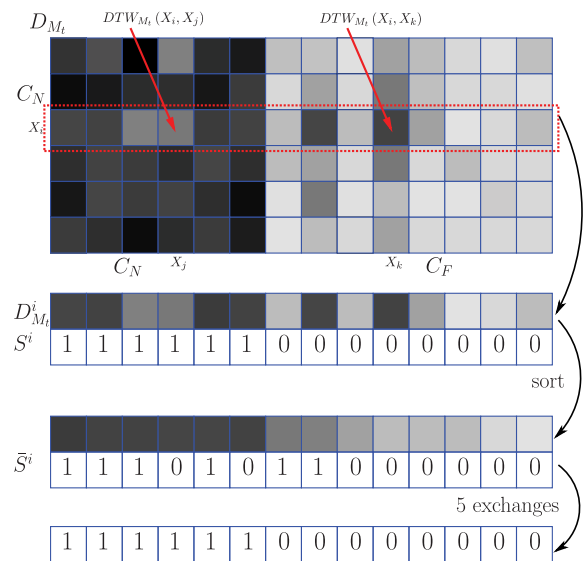 DTW_{M_t}(X_i, X_j) DTW_{M_t}(X_i, X_k)
D_{M_t}
C_N
X_i
C_N X_j X_k C_F
D^i_{M_t}
S^i 1 1 1 1 1 1 0 0 0 0 0 0 0 0
sort
S̄^i 1 1 1 0 1 0 1 1 0 0 0 0 0 0
5 exchanges
1 1 1 1 1 1 0 0 0 0 0 0 0 0